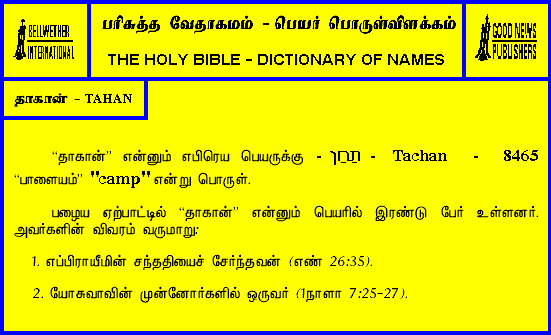 BELLWETHER
INTERNATIONAL
பரிசுத்த வேதாகமம் - பெயர் பொருள்விளக்கம்
THE HOLY BIBLE - DICTIONARY OF NAMES
GOOD NEWS
PUBLISHERS
தாகான் - TAHAN
“தாகான்” என்னும் எபிரெய பெயருக்கு - תַּחַן - Tachan - 8465
“பாளையம்” "camp" என்று பொருள்.
பழைய ஏற்பாட்டில் “தாகான்” என்னும் பெயரில் இரண்டு பேர் உள்ளனர்.
அவர்களின் விவரம் வருமாறு:
1. எப்பிராயீமின் சந்ததியைச் சேர்ந்தவன் (எண் 26:35).
2. யோசுவாவின் முன்னோர்களில் ஒருவர் (1நாளா 7:25-27).